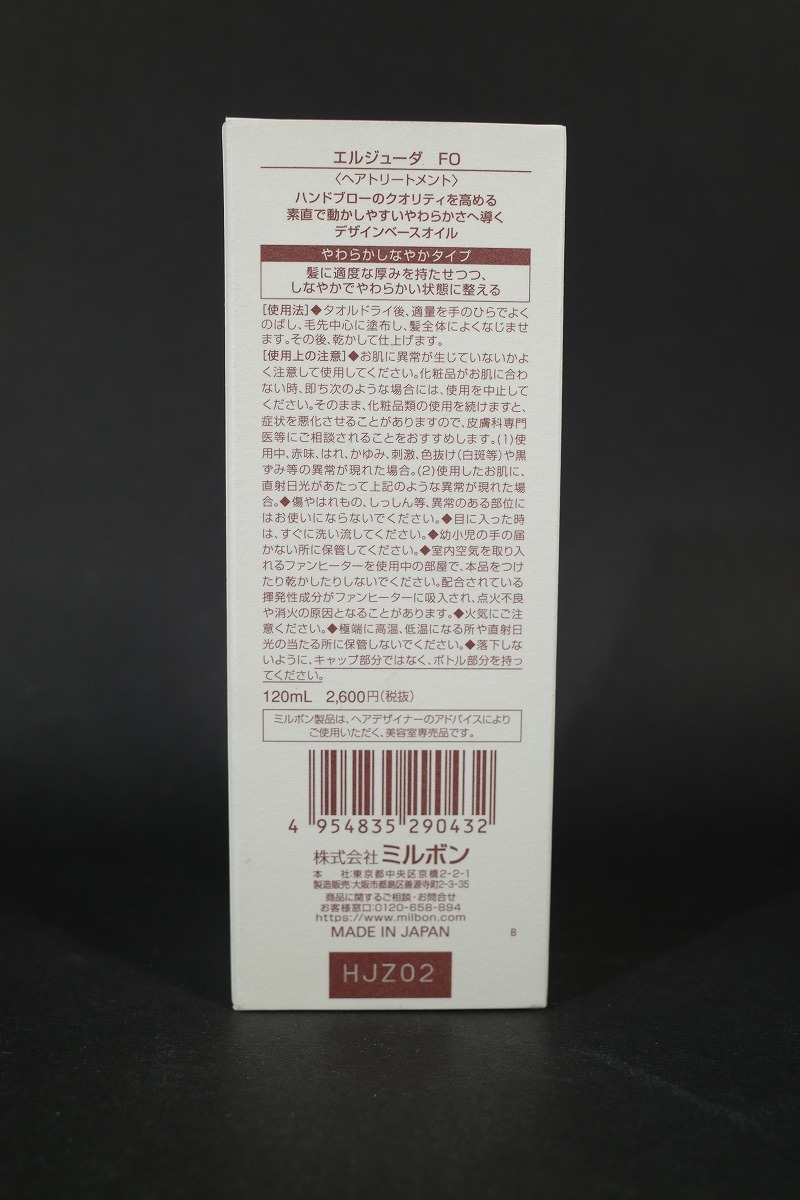 エルジューダ FO
〈ヘアトリートメント〉
ハンドブローのクオリティを高める
素直で動かしやすいやわらかさへ導く
デザインベースオイル
やわらかしなやかタイプ
髪に適度な厚みを持たせつつ、
しなやかでやわらかい状態に整える
[使用法]◆タオルドライ後、適量を手のひらでよく
のばし、毛先中心に塗布し、髪全体によくなじませ
ます。その後、乾かして仕上げます。
[使用上の注意]◆お肌に異常が生じていないかよ
く注意して使用してください。化粧品がお肌に合わ
ない時、即ち次のような場合には、使用を中止して
ください。そのまま、化粧品類の使用を続けますと、
症状を悪化させることがありますので、皮膚科専門
医等にご相談されることをおすすめします。(1)使
用中、赤味、はれ、かゆみ、刺激、色抜け(白斑等)や黒
ずみ等の異常が現れた場合。(2)使用したお肌に、
直射日光があたって上記のような異常が現れた場
合。◆傷やはれもの、しっしん等、異常のある部位に
はお使いにならないでください。◆目に入った時
は、すぐに洗い流してください。◆幼小児の手の届
かない所に保管してください。◆室内空気を取り入
れるファンヒーターを使用中の部屋で、本品をつけ
たり乾かしたりしないでください。配合されている
揮発性成分がファンヒーターに吸入され、点火不良
や消火の原因となることがあります。◆火気にご注
意ください。◆極端に高温、低温になる所や直射日
光の当たる所に保管しないでください。◆落下しな
いように、キャップ部分ではなく、ボトル部分を持っ
てください。
120mL 2,600円(税抜)
ミルボン製品は、ヘアデザイナーのアドバイスにより
ご使用いただく、美容室専売品です。
4 954835 290432
株式会社 ミルボン
本 社:東京都中央区京橋2-2-1
製造販売:大阪市都島区善源寺町2-3-35
商品に関するご相談・お問合せ
お客様窓口:0120-658-894
https://www.milbon.com
MADE IN JAPAN B
HJZ02